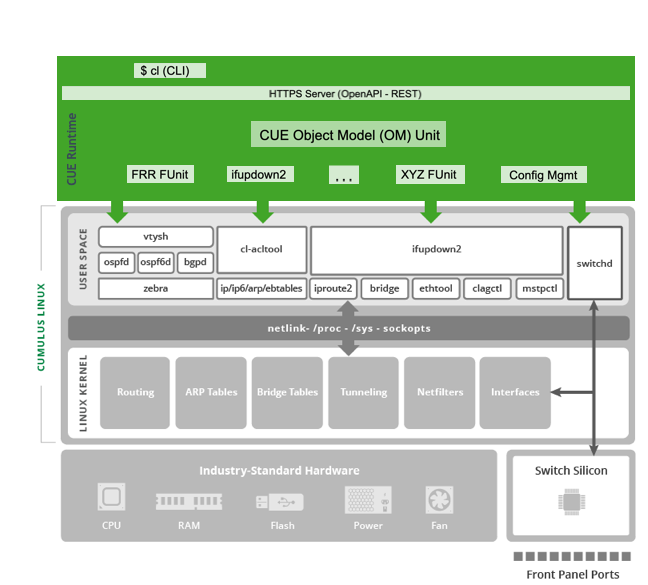 $ cl (CLI)
HTTPS Server (OpenAPI - REST)
CUE Runtime
CUE Object Model (OM) Unit
FRR FUnit
ifupdown2
...
XYZ FUnit
Config Mgmt
CUMULUS LINUX
USER SPACE
vtysh
ospfd
ospf6d
bgpd
zebra
cl-acltool
ip/ip6/arp/ebtables
ifupdown2
iproute2
bridge
ethtool
clagctl
mstpctl
switchd
netlink- /proc - /sys - sockopts
LINUX KERNEL
Routing
ARP Tables
Bridge Tables
Tunneling
Netfilters
Interfaces
Industry-Standard Hardware
CPU
RAM
Flash
Power
Fan
Switch Silicon
Front Panel Ports